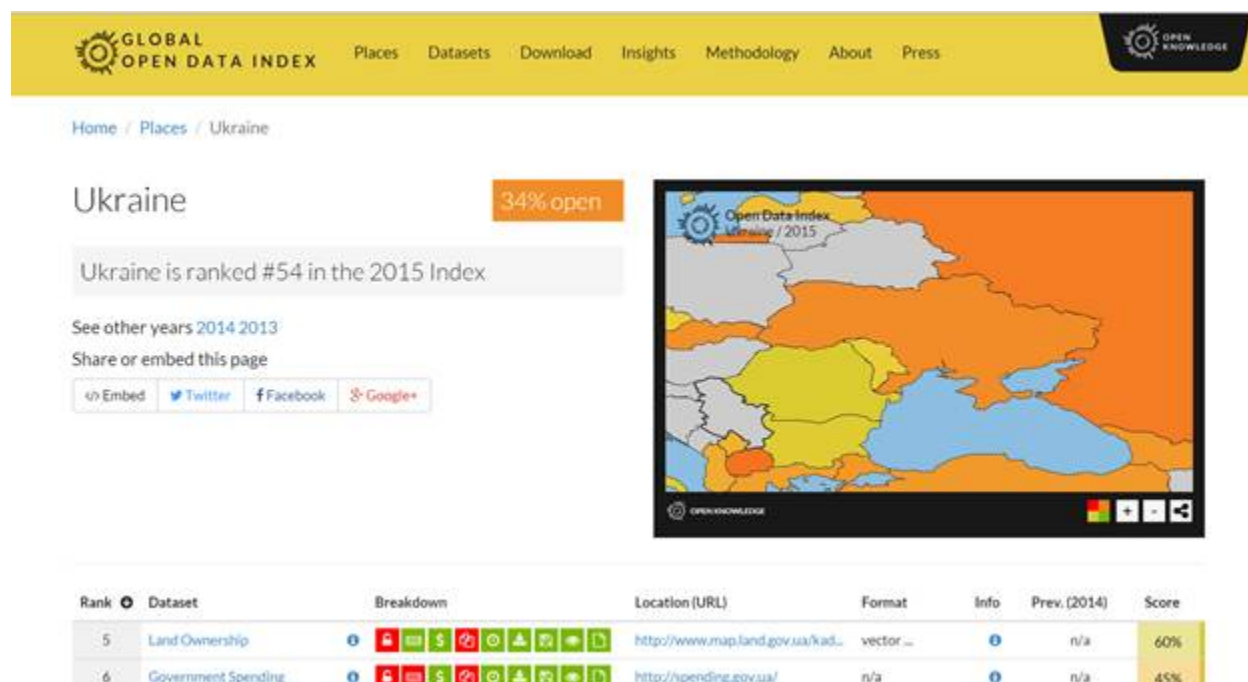 GLOBAL
OPEN DATA INDEX
Places Datasets Download Insights Methodology About Press
OPEN
KNOWLEDGE
Home / Places / Ukraine
Ukraine
34% open
Ukraine is ranked #54 in the 2015 Index
See other years 2014 2013
Share or embed this page
</> Embed Twitter Facebook Google+
Open Data Index
Ukraine / 2015
OPEN KNOWLEDGE
+ -
Rank Dataset Breakdown Location (URL) Format Info Prev. (2014) Score
5 Land Ownership http://www.map.land.gov.ua/kad... vector ... n/a 60%
6 Government Spending http://spending.gov.ua/ n/a n/a 45%